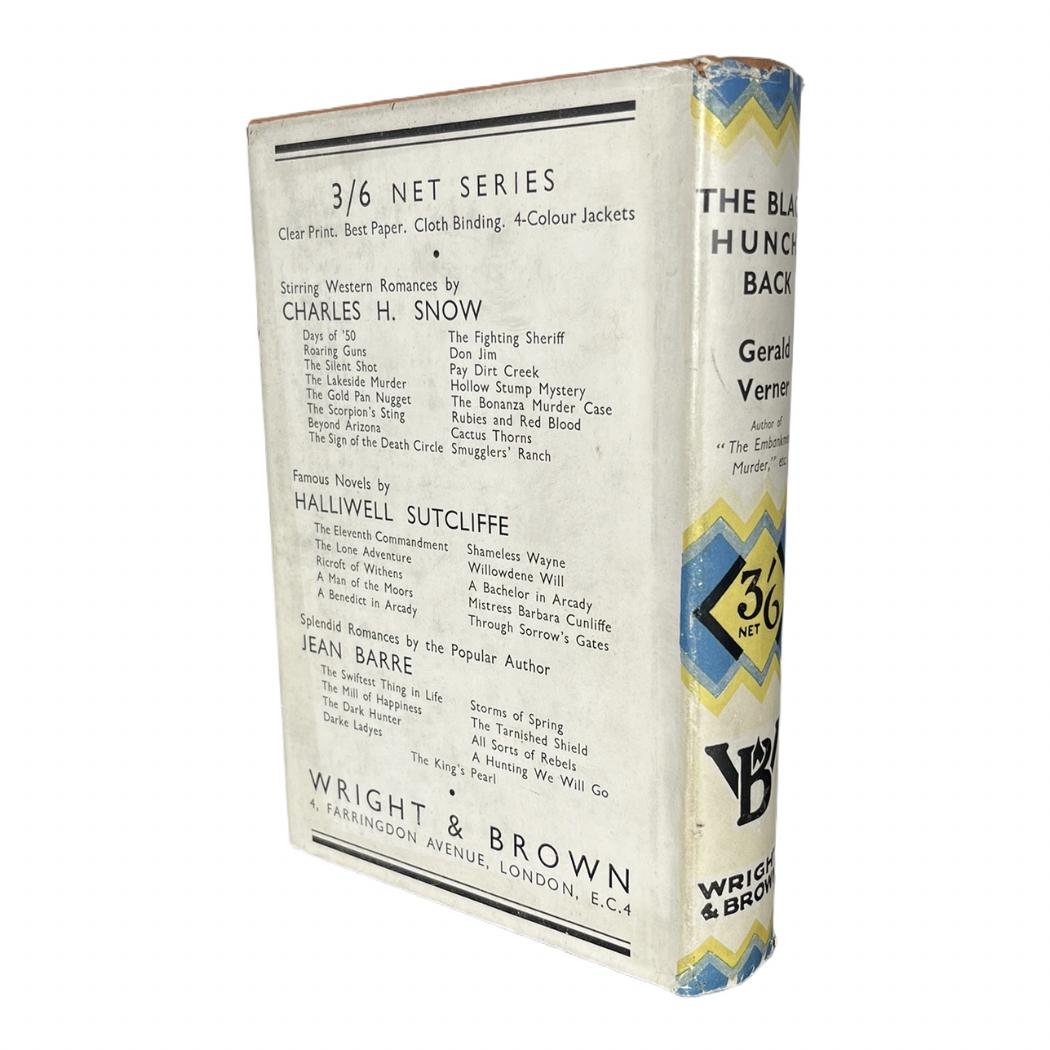 3/6 NET SERIES
Clear Print. Best Paper. Cloth Binding. 4-Colour Jackets
Stirring Western Romances by
CHARLES H. SNOW
Days of '50
Roaring Guns
The Silent Shot
The Lakeside Murder
The Gold Pan Nugget
The Scorpion's Sting
Beyond Arizona
The Sign of the Death Circle
The Fighting Sheriff
Don Jim
Pay Dirt Creek
Hollow Stump Mystery
The Bonanza Murder Case
Rubies and Red Blood
Cactus Thorns
Smugglers' Ranch
Famous Novels by
HALLIWELL SUTCLIFFE
The Eleventh Commandment
The Lone Adventure
Ricroft of Withens
A Man of the Moors
A Benedict in Arcady
Shameless Wayne
Willowdene Will
A Bachelor in Arcady
Mistress Barbara Cunliffe
Through Sorrow's Gates
Splendid Romances by the Popular Author
JEAN BARRE
The Swiftest Thing in Life
The Mill of Happiness
The Dark Hunter
Darke Ladyes
Storms of Spring
The Tarnished Shield
All Sorts of Rebels
A Hunting We Will Go
The King's Pearl
WRIGHT & BROWN
4, FARRINGDON AVENUE, LONDON, E.C.4
THE BLAC
HUNCH
BACK
Gerald
Verner
Author of
"The Embankm
Murder," etc.
3/6
NET
WB
WRIGHT
& BROWN